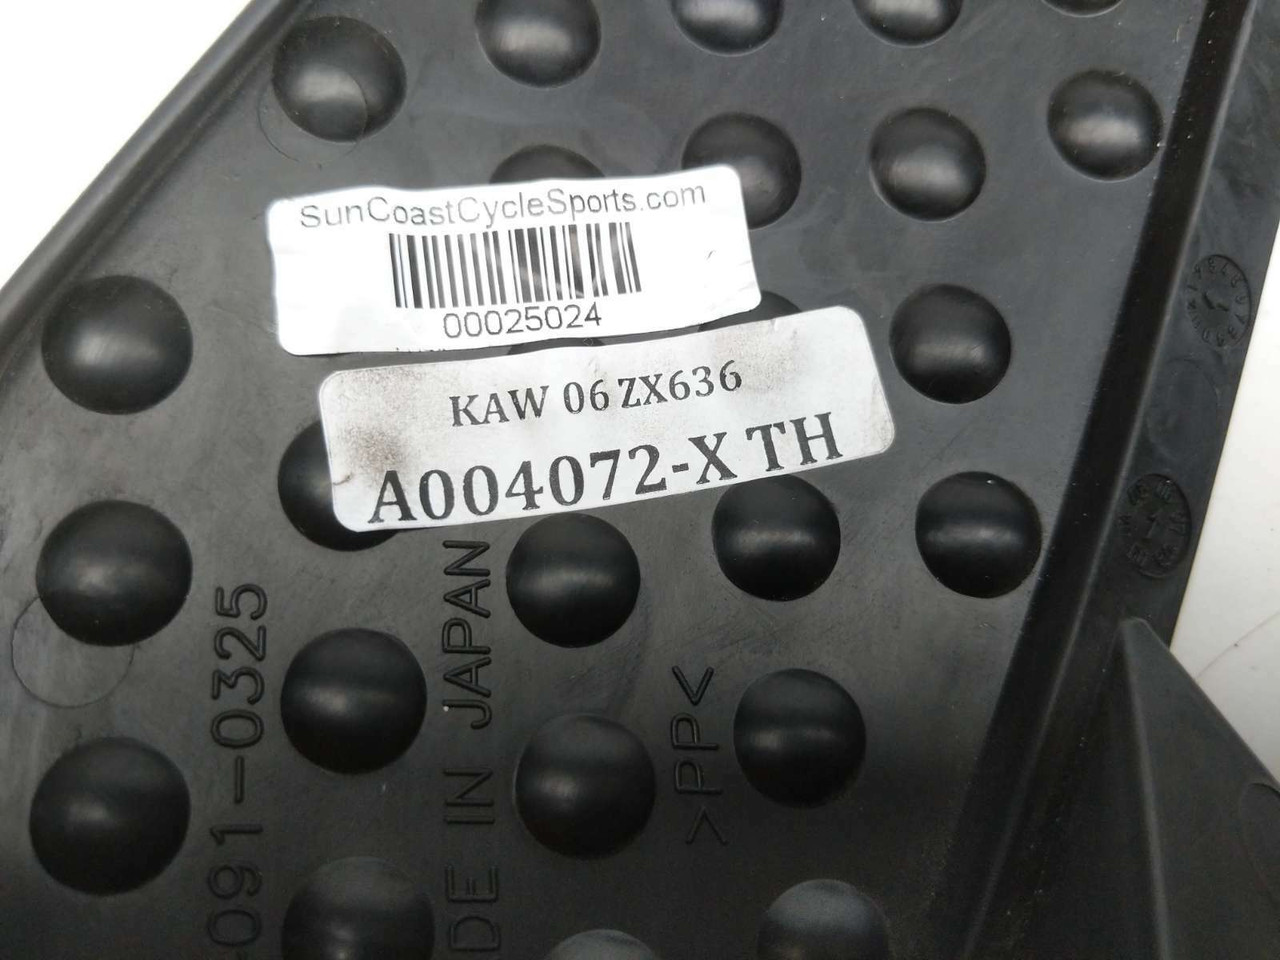 SunCoastCycleSports.com
00025024
KAW 06 ZX636
A004072-X TH
DE IN JAPAN
-091-0325
>PP<